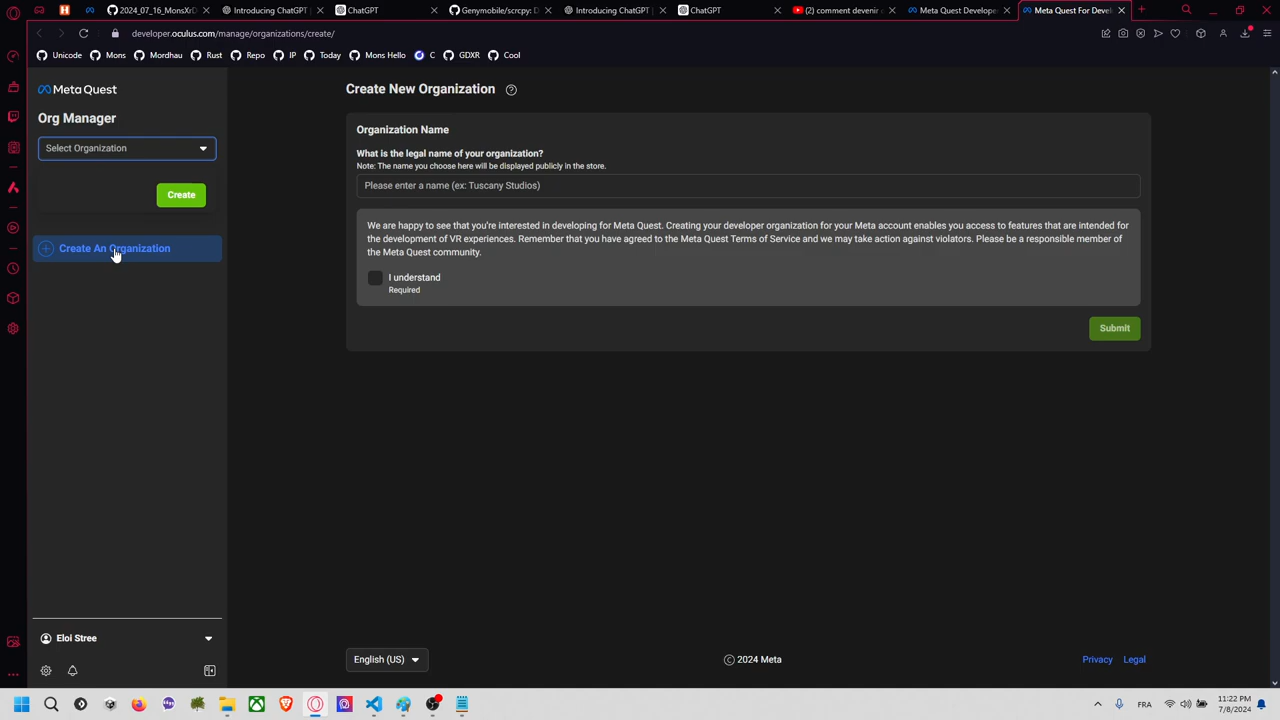 2024_07_16_MonsXrD
Introducing ChatGPT
ChatGPT
Genymobile/scrcpy: D
Introducing ChatGPT
ChatGPT
(2) comment devenir
Meta Quest Develope
Meta Quest For Devel
developer.oculus.com/manage/organizations/create/
Unicode
Mons
Mordhau
Rust
Repo
IP
Today
Mons Hello
C
GDXR
Cool
Meta Quest
Org Manager
Select Organization
Create
Create An Organization
Create New Organization
Organization Name
What is the legal name of your organization?
Note: The name you choose here will be displayed publicly in the store.
Please enter a name (ex: Tuscany Studios)
We are happy to see that you're interested in developing for Meta Quest. Creating your developer organization for your Meta account enables you access to features that are intended for
the development of VR experiences. Remember that you have agreed to the Meta Quest Terms of Service and we may take action against violators. Please be a responsible member of
the Meta Quest community.
I understand
Required
Submit
Eloi Stree
English (US)
© 2024 Meta
Privacy
Legal
FRE
11:22 PM
7/8/2024